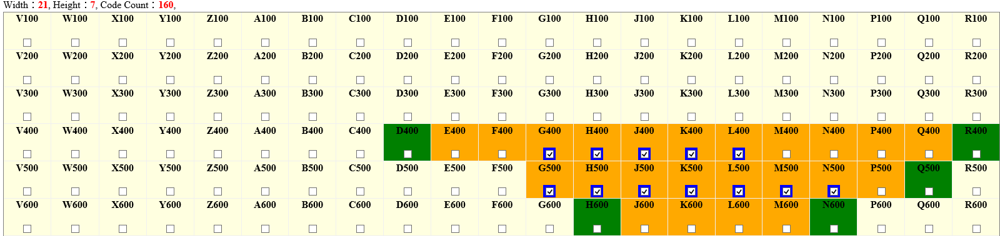 Width：21, Height：7, Code Count：160,
V100 W100 X100 Y100 Z100 A100 B100 C100 D100 E100 F100 G100 H100 J100 K100 L100 M100 N100 P100 Q100 R100
V200 W200 X200 Y200 Z200 A200 B200 C200 D200 E200 F200 G200 H200 J200 K200 L200 M200 N200 P200 Q200 R200
V300 W300 X300 Y300 Z300 A300 B300 C300 D300 E300 F300 G300 H300 J300 K300 L300 M300 N300 P300 Q300 R300
V400 W400 X400 Y400 Z400 A400 B400 C400 D400 E400 F400 G400 H400 J400 K400 L400 M400 N400 P400 Q400 R400
V500 W500 X500 Y500 Z500 A500 B500 C500 D500 E500 F500 G500 H500 J500 K500 L500 M500 N500 P500 Q500 R500
V600 W600 X600 Y600 Z600 A600 B600 C600 D600 E600 F600 G600 H600 J600 K600 L600 M600 N600 P600 Q600 R600